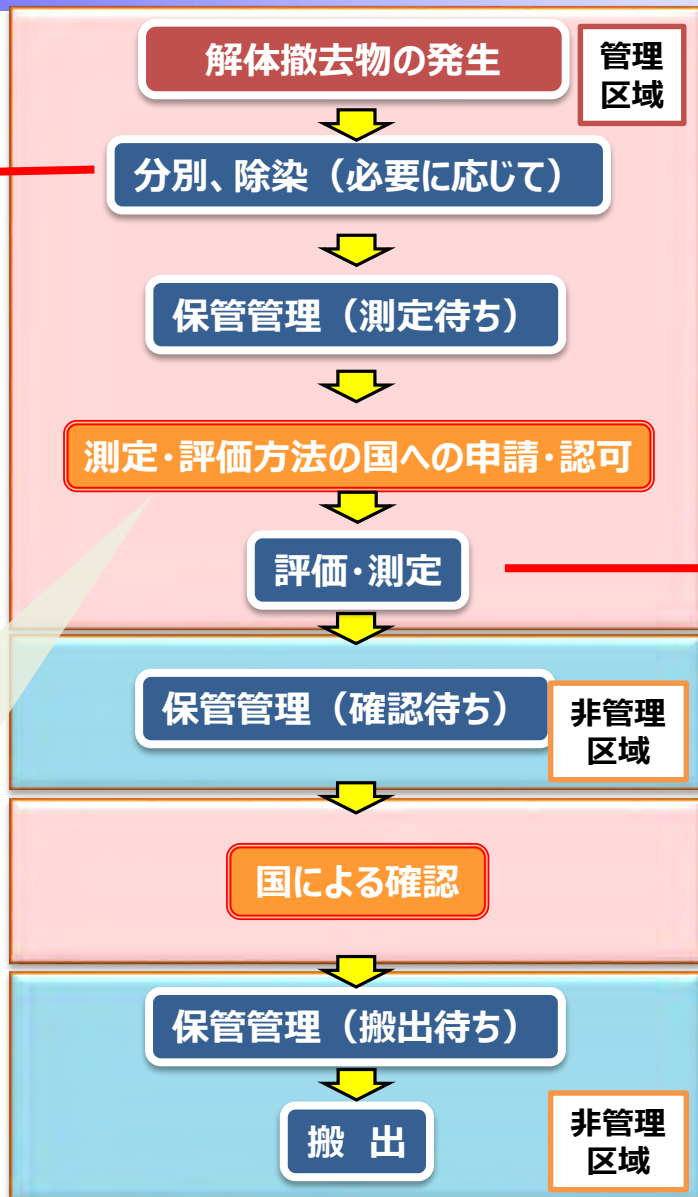 解体撤去物の発生
管理
区域
分別、除染（必要に応じて）
保管管理（測定待ち）
測定・評価方法の国への申請・認可
評価・測定
保管管理（確認待ち）
非管理
区域
国による確認
保管管理（搬出待ち）
搬　出
非管理
区域